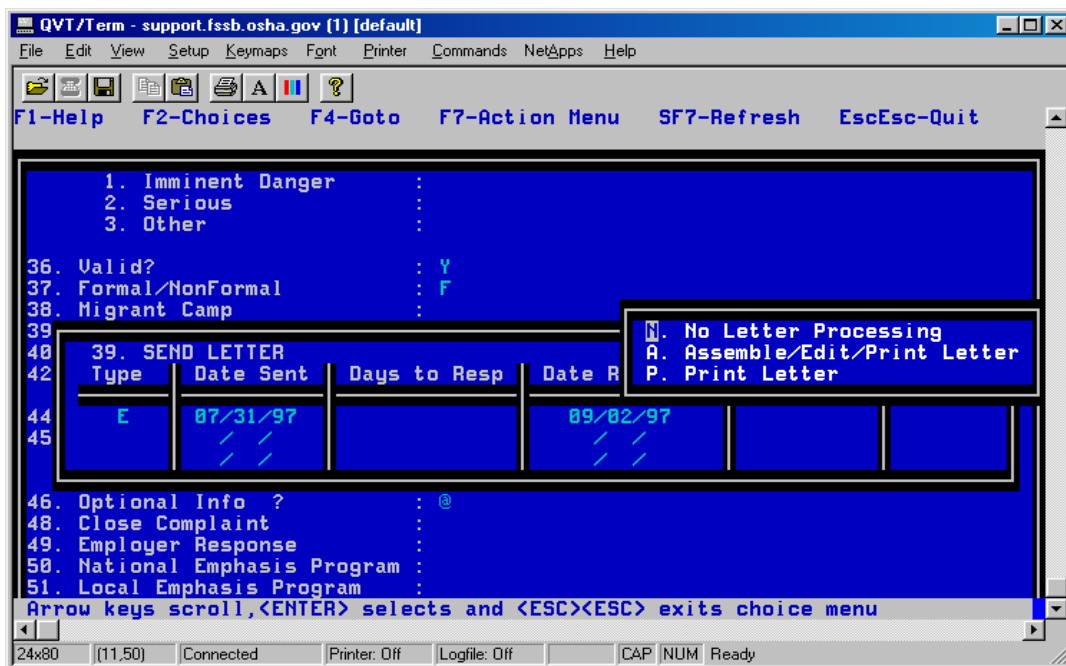 QVT/Term - support.fssb.osha.gov (1) [default]
File Edit View Setup Keymaps Font Printer Commands NetApps Help
A
F1-Help F2-Choices F4-Goto F7-Action Menu SF7-Refresh EscEsc-Quit
1. Imminent Danger :
2. Serious :
3. Other :
36. Valid? : Y
37. Formal/NonFormal : F
38. Migrant Camp :
39
N. No Letter Processing
40 39. SEND LETTER A. Assemble/Edit/Print Letter
42 Type Date Sent Days to Resp Date R P. Print Letter
44 E 07/31/97 09/02/97
45 / / / /
/ / / /
46. Optional Info ? : @
48. Close Complaint :
49. Employer Response :
50. National Emphasis Program :
51. Local Emphasis Program :
Arrow keys scroll,<ENTER> selects and <ESC><ESC> exits choice menu
24x80 (11,50) Connected Printer: Off Logfile: Off CAP NUM Ready